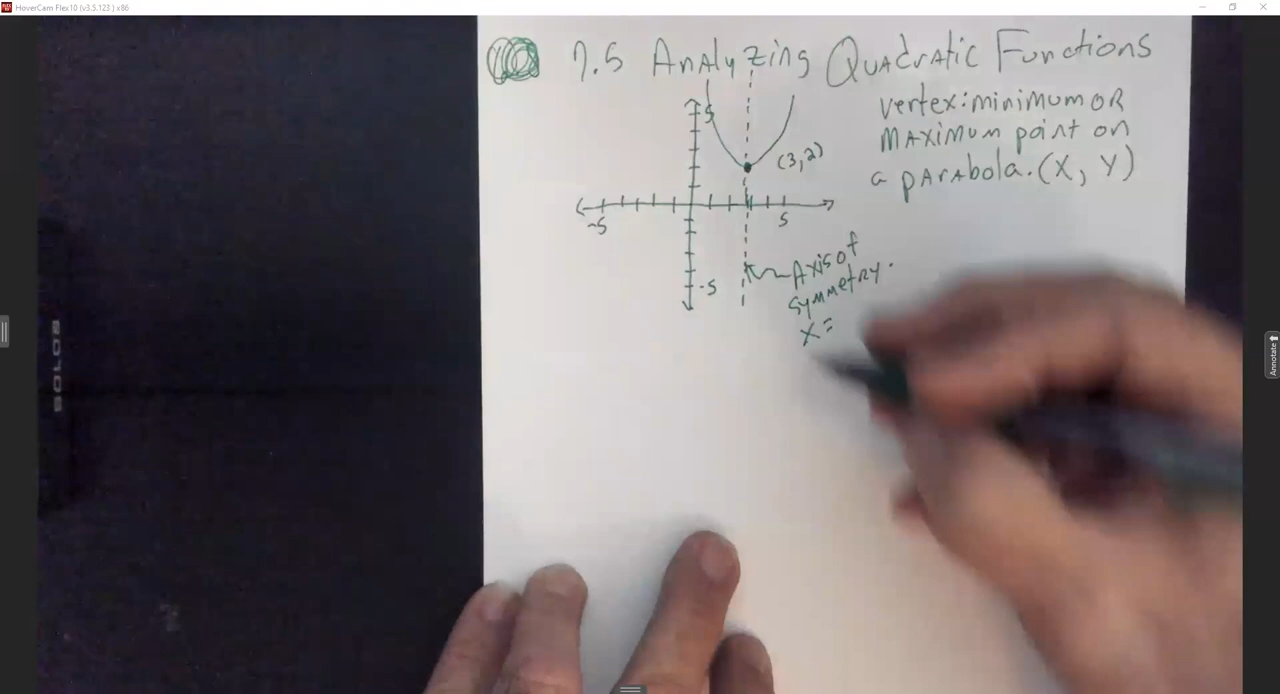 HoverCam Flex10 (v3.5.123 ) x86
7.5 Analyzing Quadratic Functions
vertex: minimum OR
maximum point on
a parabola. (X, Y)
5
(3,2)
-5
5
-5
Axis of
symmetry.
X=
SOLO8
Annotate